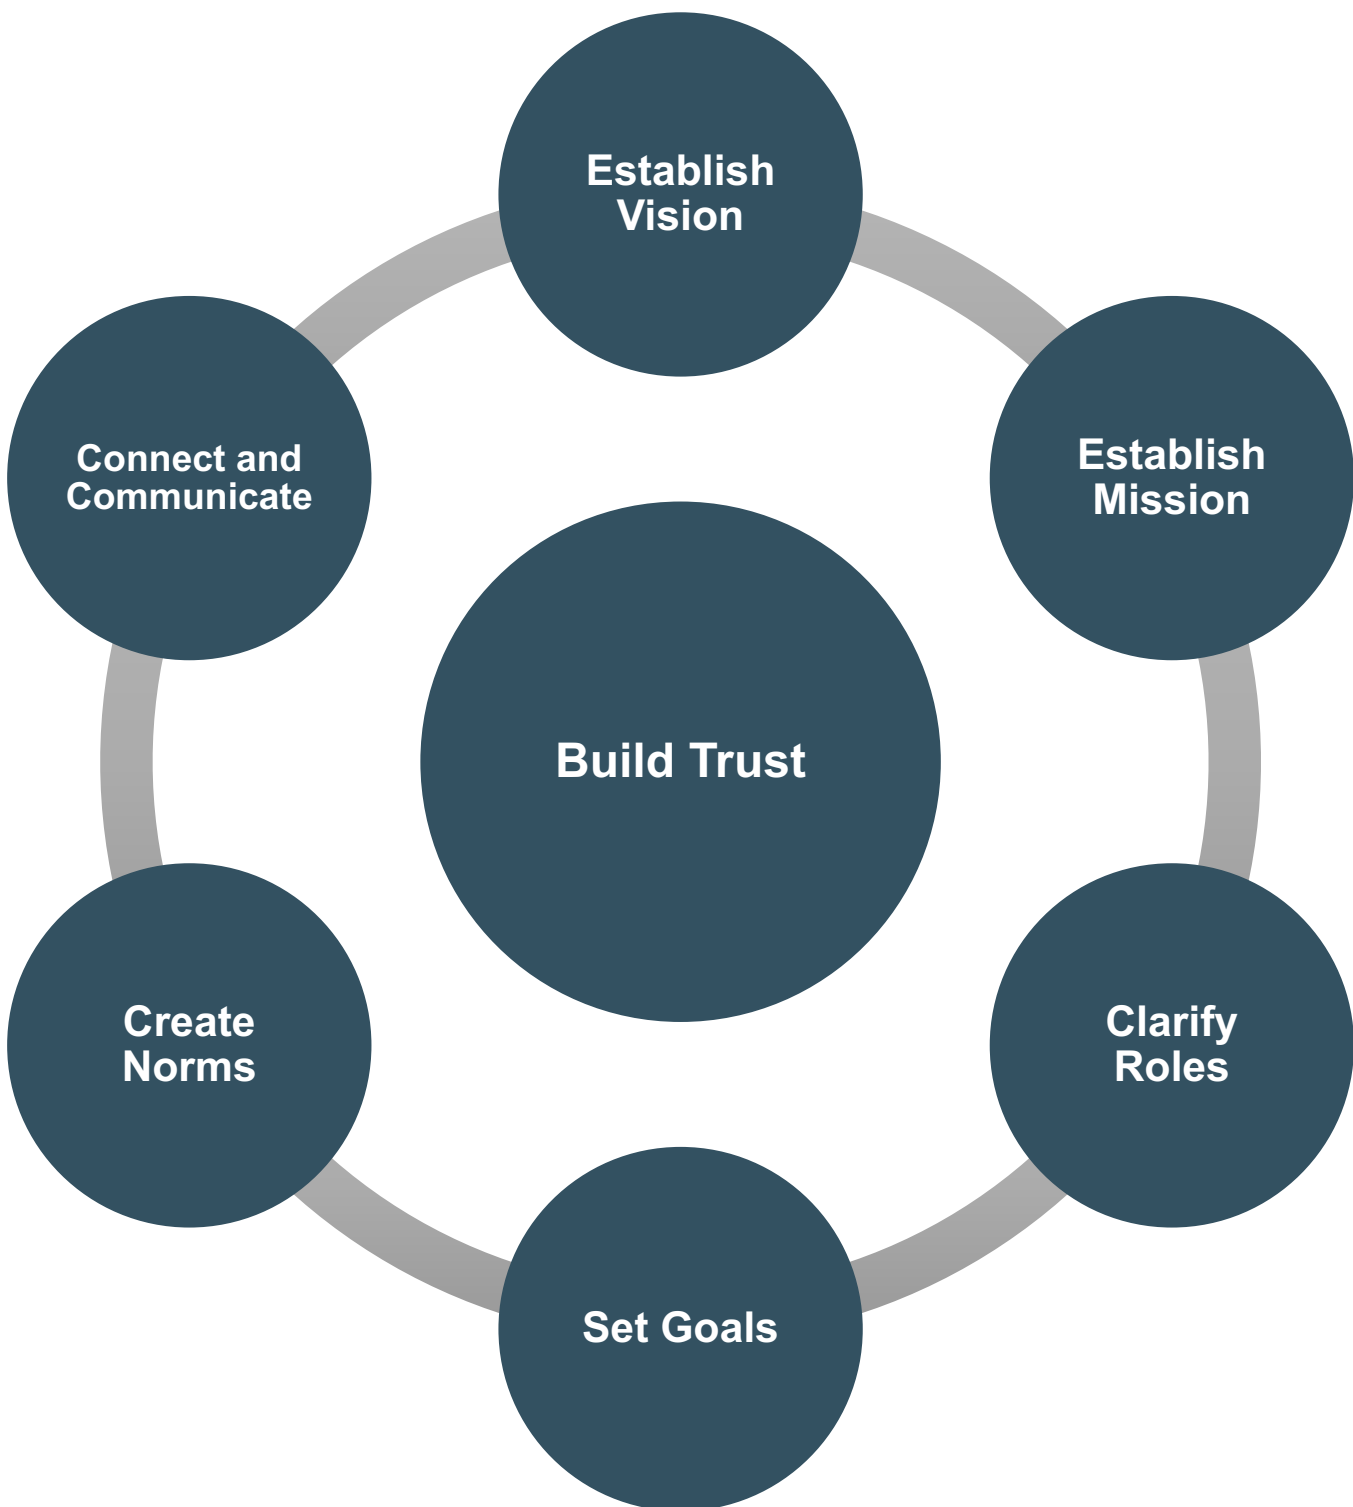 Establish
Vision
Establish
Mission
Clarify
Roles
Set Goals
Create
Norms
Connect and
Communicate
Build Trust